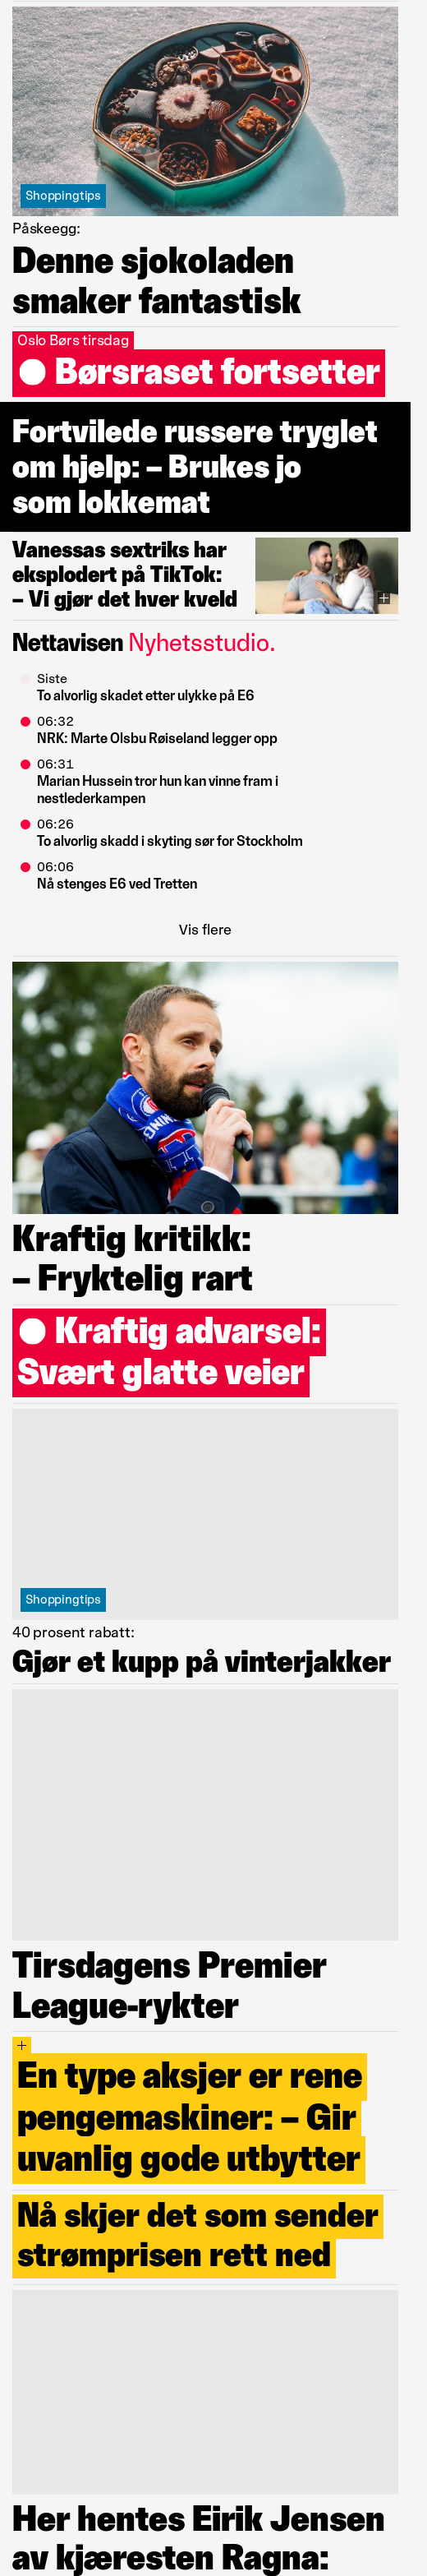 Shoppingtips
Påskeegg:
Denne sjokoladen
smaker fantastisk
Oslo Børs tirsdag
Børsraset fortsetter
Fortvilede russere tryglet
om hjelp: – Brukes jo
som lokkemat
Vanessas sextriks har
eksplodert på TikTok:
– Vi gjør det hver kveld
Nettavisen Nyhetsstudio.
Siste
To alvorlig skadet etter ulykke på E6
06:32
NRK: Marte Olsbu Røiseland legger opp
06:31
Marian Hussein tror hun kan vinne fram i
nestlederkampen
06:26
To alvorlig skadd i skyting sør for Stockholm
06:06
Nå stenges E6 ved Tretten
Vis flere
Kraftig kritikk:
– Fryktelig rart
Kraftig advarsel:
Svært glatte veier
Shoppingtips
40 prosent rabatt:
Gjør et kupp på vinterjakker
Tirsdagens Premier
League-rykter
+
En type aksjer er rene
pengemaskiner: – Gir
uvanlig gode utbytter
Nå skjer det som sender
strømprisen rett ned
Her hentes Eirik Jensen
av kjæresten Ragna: